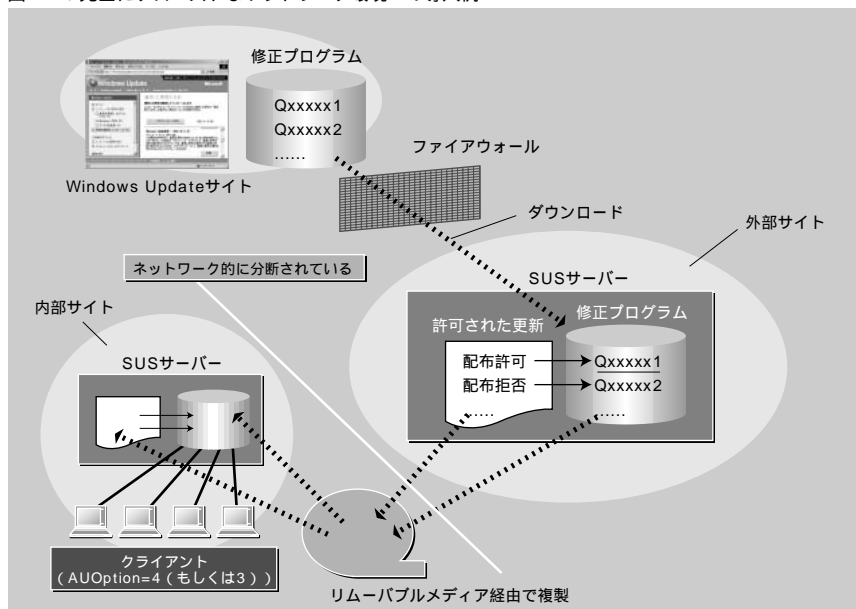 修正プログラム
Qxxxxx1
Qxxxxx2
......
Windows Updateサイト
ファイアウォール
ダウンロード
外部サイト
ネットワーク的に分断されている
SUSサーバー
許可された更新
修正プログラム
配布許可
Qxxxxx1
配布拒否
Qxxxxx2
.....
.....
内部サイト
SUSサーバー
クライアント
(AUOption=4(もしくは3))
リムーバブルメディア経由で複製